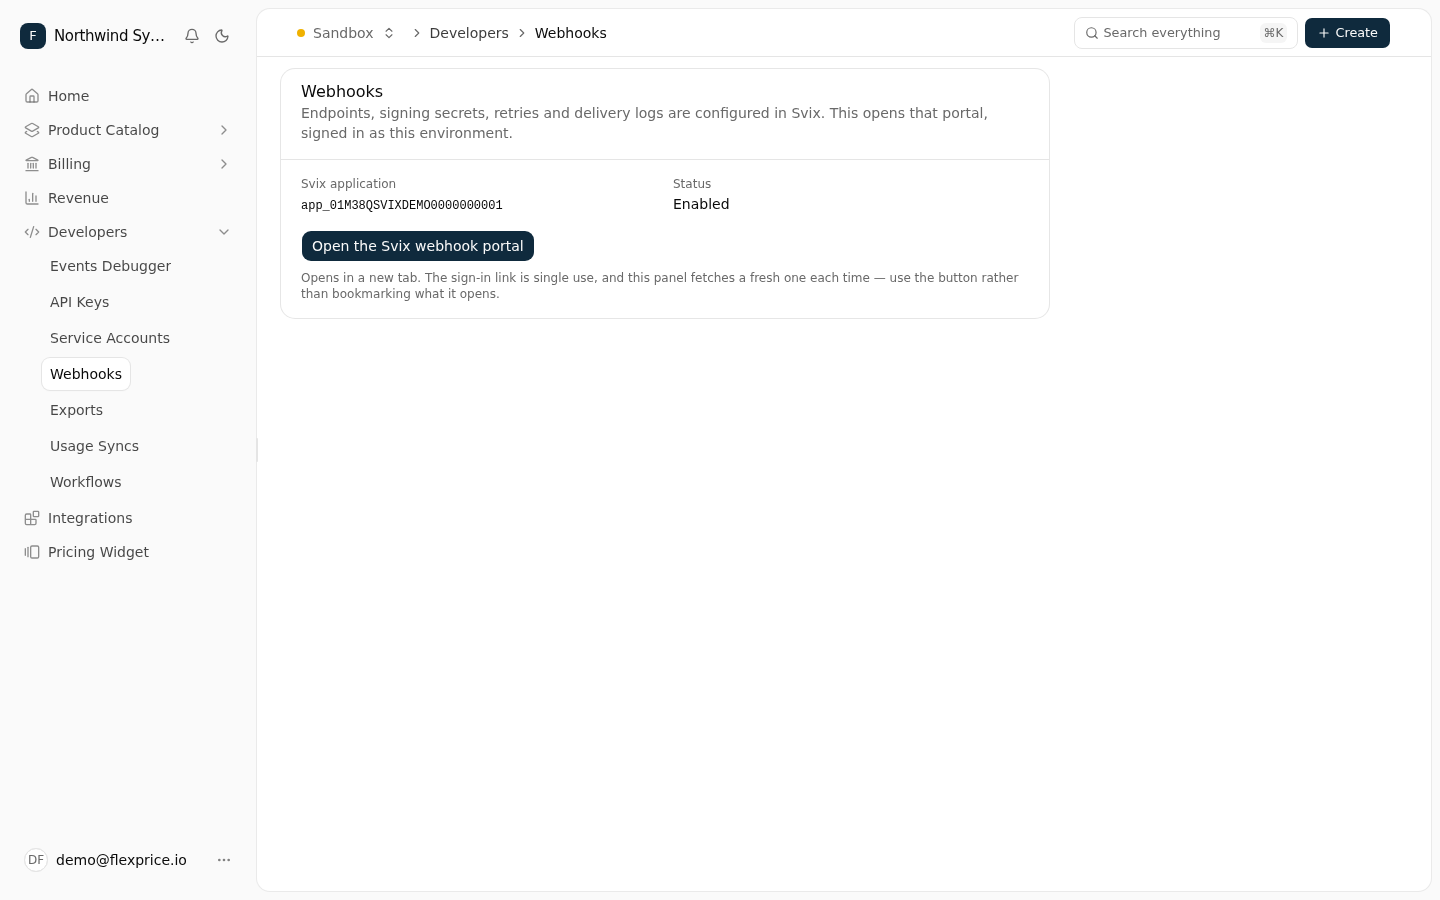 F
Northwind Sy...
Home
Product Catalog
Billing
Revenue
Developers
Events Debugger
API Keys
Service Accounts
Webhooks
Exports
Usage Syncs
Workflows
Integrations
Pricing Widget
DF
demo@flexprice.io
Sandbox
Developers
Webhooks
Search everything
⌘K
Create
Webhooks
Endpoints, signing secrets, retries and delivery logs are configured in Svix. This opens that portal,
signed in as this environment.
Svix application
app_01M38QSVIXDEMO0000000001
Status
Enabled
Open the Svix webhook portal
Opens in a new tab. The sign-in link is single use, and this panel fetches a fresh one each time — use the button rather
than bookmarking what it opens.